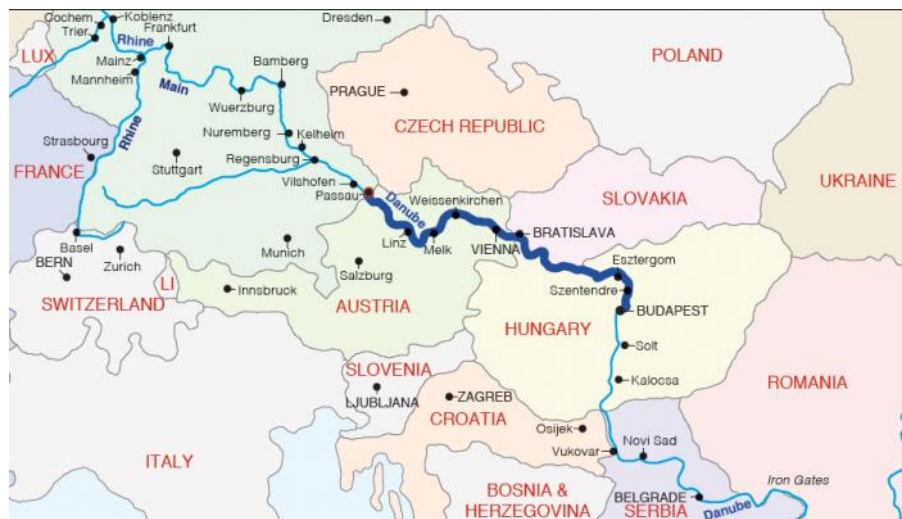 Cochem
Koblenz
Trier
Frankfurt
Dresden
Rhine
LUX
Mainz
Mannheim
Main
Bamberg
POLAND
PRAGUE
Wuerzburg
CZECH REPUBLIC
Rhine
Nuremberg
Kelheim
Strasbourg
FRANCE
Stuttgart
Regensburg
UKRAINE
Vilshofen
Passau
Danube
Weissenkirchen
SLOVAKIA
Linz
Melk
VIENNA
BRATISLAVA
Basel
Munich
BERN
Zurich
Salzburg
Esztergom
Szentendre
LI
Innsbruck
SWITZERLAND
AUSTRIA
BUDAPEST
HUNGARY
Solt
SLOVENIA
Kalocsa
ROMANIA
LJUBLJANA
ZAGREB
CROATIA
Osijek
Vukovar
Novi Sad
ITALY
BOSNIA &
HERZEGOVINA
Iron Gates
BELGRADE
SERBIA
Danube